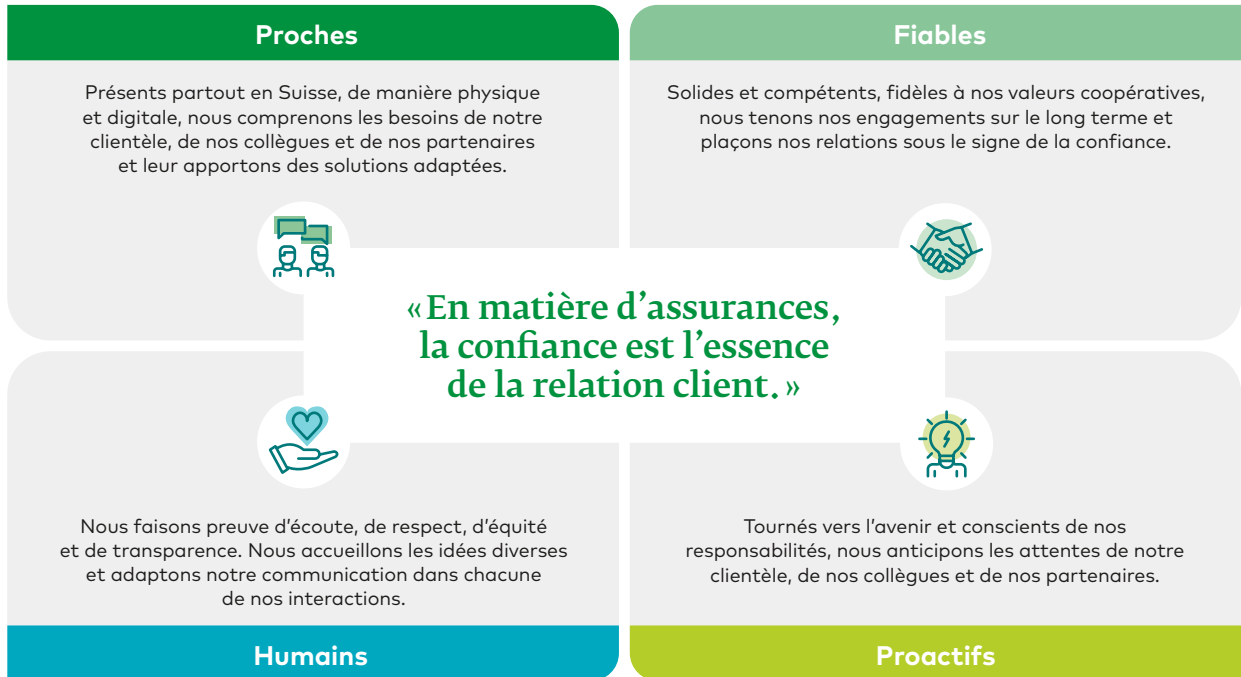 Proches
Présents partout en Suisse, de manière physique
et digitale, nous comprenons les besoins de notre
clientèle, de nos collègues et de nos partenaires
et leur apportons des solutions adaptées.
Fiables
Solides et compétents, fidèles à nos valeurs coopératives,
nous tenons nos engagements sur le long terme et
plaçons nos relations sous le signe de la confiance.
«En matière d’assurances,
la confiance est l’essence
de la relation client.»
Nous faisons preuve d'écoute, de respect, d'équité
et de transparence. Nous accueillons les idées diverses
et adaptons notre communication dans chacune
de nos interactions.
Humains
Tournés vers l’avenir et conscients de nos
responsabilités, nous anticipons les attentes de notre
clientèle, de nos collègues et de nos partenaires.
Proactifs